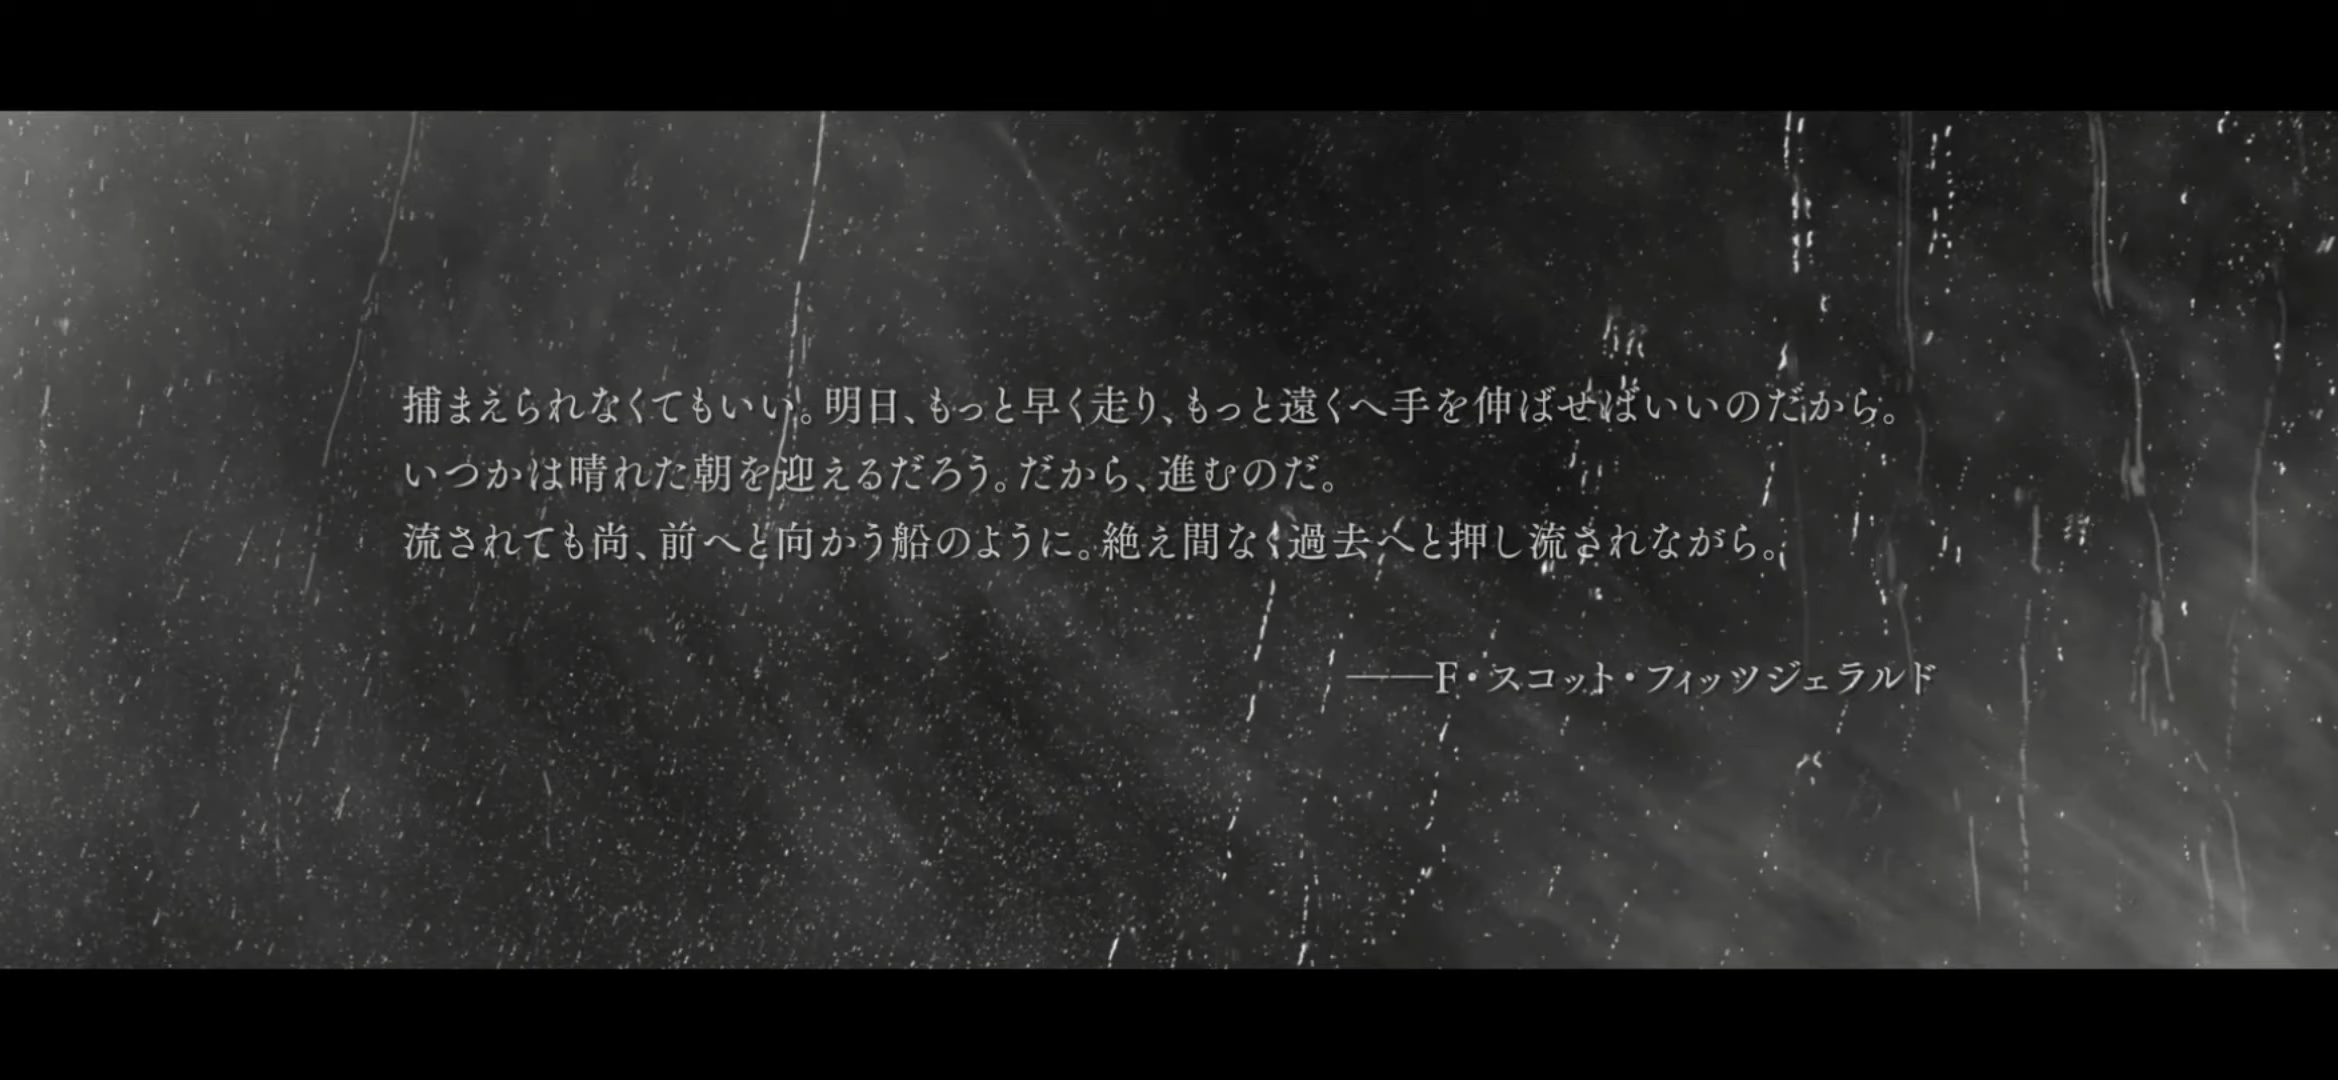 捕まえられなくてもいい。明日、もっと早く走り、もっと遠くへ手を伸ばせばいいのだから。
いつかは晴れた朝を迎えるだろう。だから、進むのだ。
流されても尚、前へと向かう船のように。絶え間なく過去へと押し流されながら。
――F・スコット・フィッツジェラルド